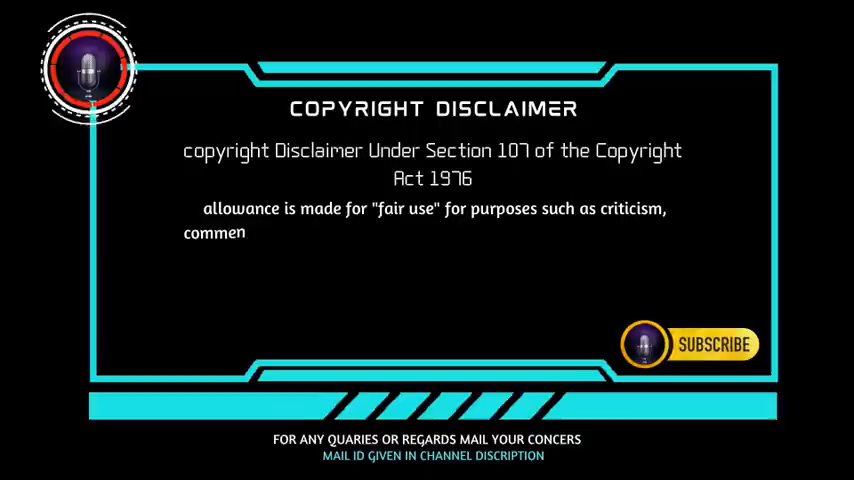 COPYRIGHT DISCLAIMER
copyright Disclaimer Under Section 107 of the Copyright
Act 1976
allowance is made for "fair use" for purposes such as criticism,
commen
SUBSCRIBE
FOR ANY QUARIES OR REGARDS MAIL YOUR CONCERS
MAIL ID GIVEN IN CHANNEL DISCRIPTION